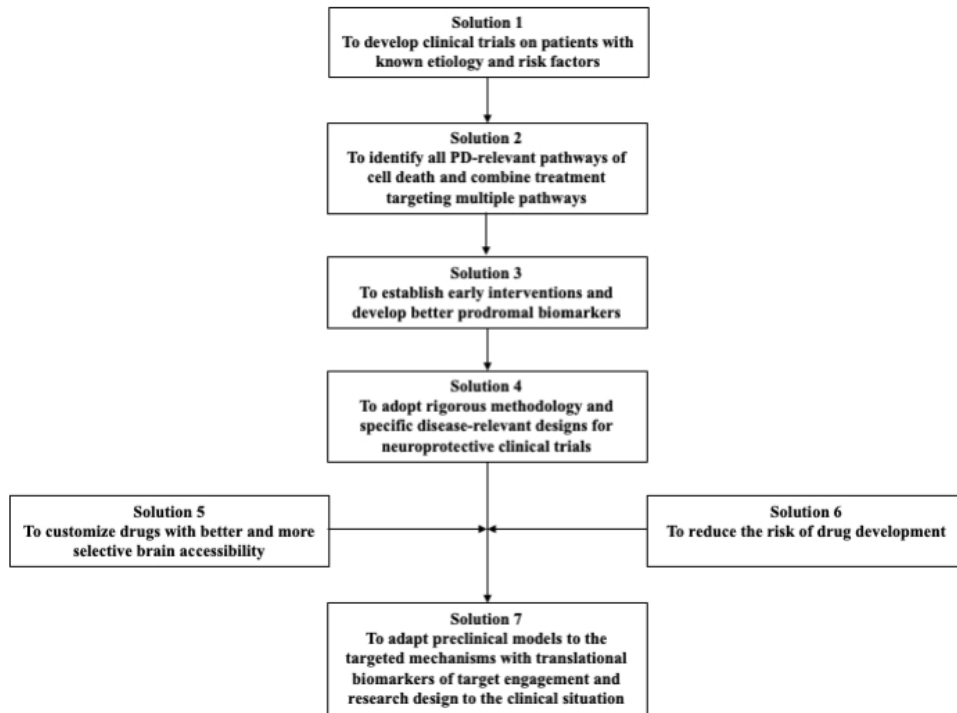 Solution 1
To develop clinical trials on patients with
known etiology and risk factors
Solution 2
To identify all PD-relevant pathways of
cell death and combine treatment
targeting multiple pathways
Solution 3
To establish early interventions and
develop better prodromal biomarkers
Solution 4
To adopt rigorous methodology and
specific disease-relevant designs for
neuroprotective clinical trials
Solution 5
To customize drugs with better and more
selective brain accessibility
Solution 6
To reduce the risk of drug development
Solution 7
To adapt preclinical models to the
targeted mechanisms with translational
biomarkers of target engagement and
research design to the clinical situation